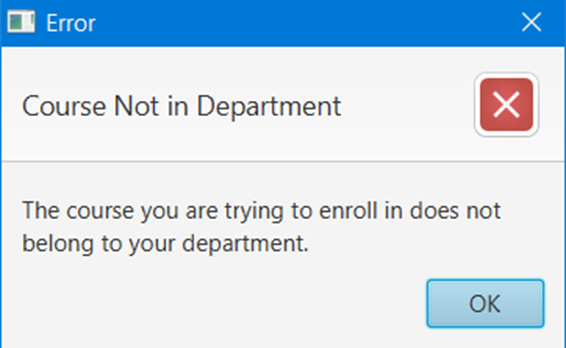 Error
Course Not in Department
The course you are trying to enroll in does not
belong to your department.
OK